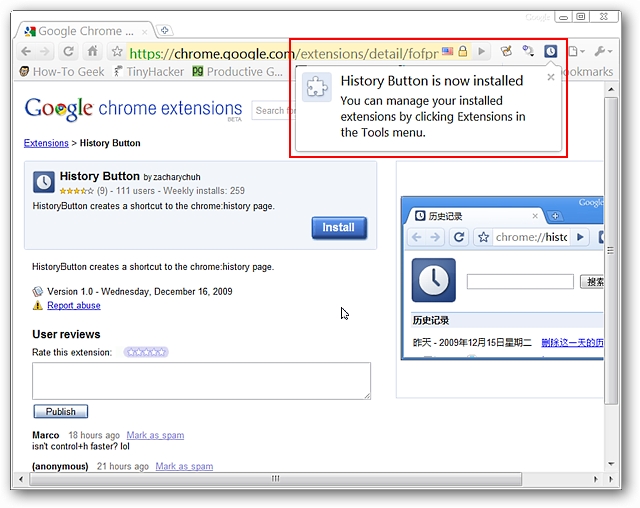 Google
Google Chrome ...
https://chrome.google.com/extensions/detail/fofpr
How-To Geek
TinyHacker
Productive G...
ookmarks
History Button is now installed
You can manage your installed
extensions by clicking Extensions in
the Tools menu.
Google chrome extensions
BETA
Search for
Extensions > History Button
History Button by zacharychuh
(9) - 111 users - Weekly installs: 259
HistoryButton creates a shortcut to the chrome:history page.
Install
HistoryButton creates a shortcut to the chrome:history page.
Version 1.0 - Wednesday, December 16, 2009
Report abuse
User reviews
Rate this extension:
Publish
Marco 18 hours ago Mark as spam
isn't control+h faster? lol
(anonymous) 21 hours ago Mark as spam
Google
历史记录
chrome://histo
搜索
历史记录
昨天 - 2009年12月15日星期二 删除这一天的历